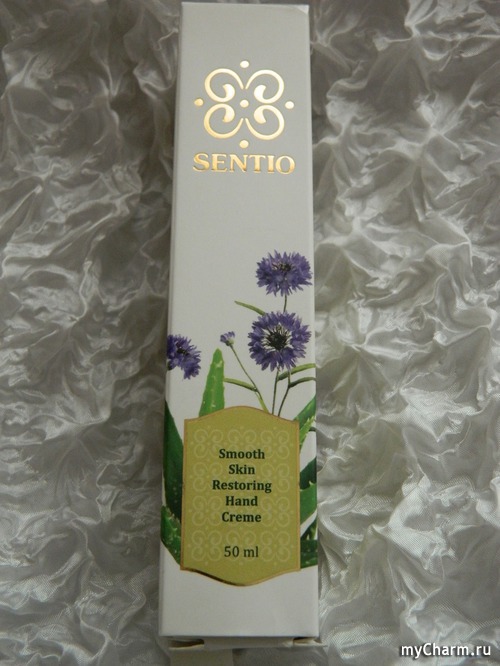 SENTIO
Smooth
Skin
Restoring
Hand
Creme
50 ml
myCharm.ru